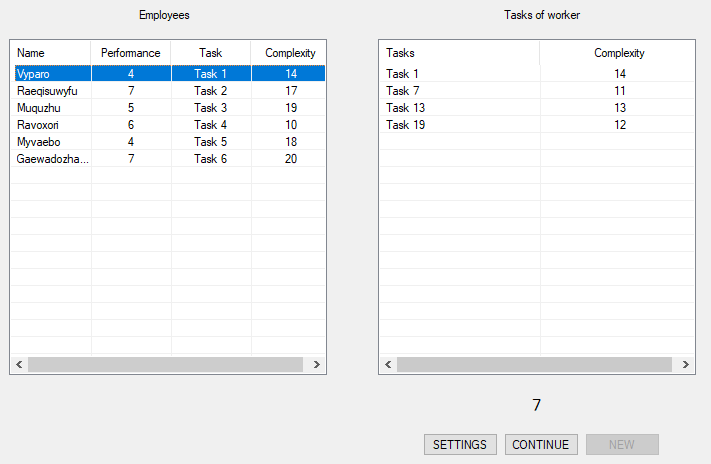 Employees
Name Performance Task Complexity
Vyparo 4 Task 1 14
Raeqisuwyfu 7 Task 2 17
Muquzhu 5 Task 3 19
Ravoxori 6 Task 4 10
Myvaebo 4 Task 5 18
Gaewadozha... 7 Task 6 20
Tasks of worker
Tasks Complexity
Task 1 14
Task 7 11
Task 13 13
Task 19 12
7
SETTINGS CONTINUE NEW